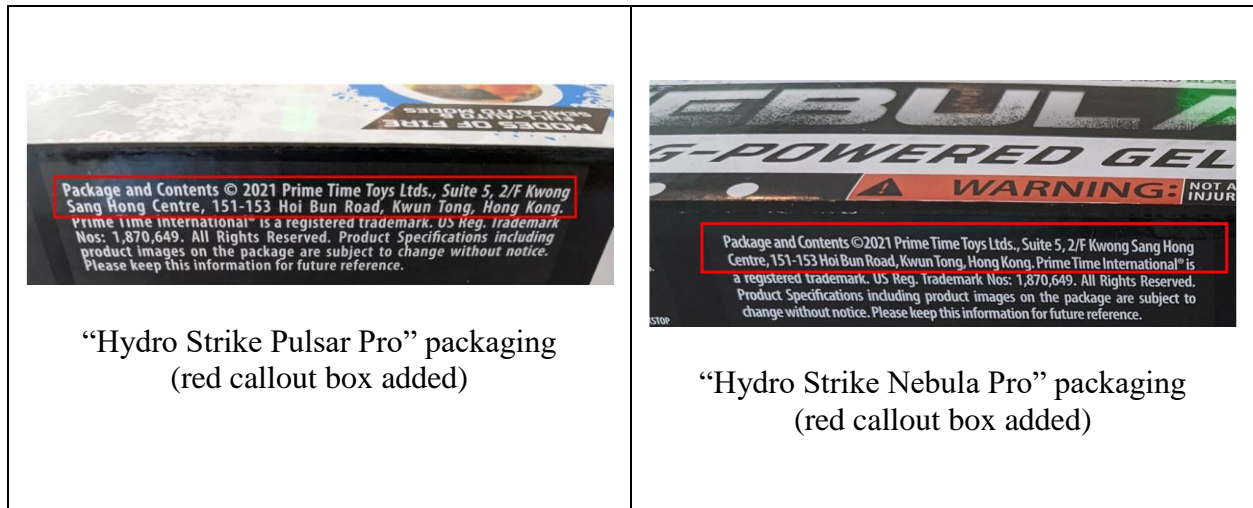 MODES OF FIRE
SEMI & AUTO MODES
Package and Contents © 2021 Prime Time Toys Ltds., Suite 5, 2/F Kwong
Sang Hong Centre, 151-153 Hoi Bun Road, Kwun Tong, Hong Kong.
Prime Time International® is a registered trademark. US Reg. Trademark
Nos: 1,870,649. All Rights Reserved. Product Specifications including
product images on the package are subject to change without notice.
Please keep this information for future reference.
“Hydro Strike Pulsar Pro” packaging
(red callout box added)
EBULA
G-POWERED GEL
WARNING:
NOT A
INJUR
Package and Contents ©2021 Prime Time Toys Ltds., Suite 5, 2/F Kwong Sang Hong
Centre, 151-153 Hoi Bun Road, Kwun Tong, Hong Kong. Prime Time International® is
a registered trademark. US Reg. Trademark Nos: 1,870,649. All Rights Reserved.
Product Specifications including product images on the package are subject to
change without notice. Please keep this information for future reference.
KSTOP
“Hydro Strike Nebula Pro” packaging
(red callout box added)